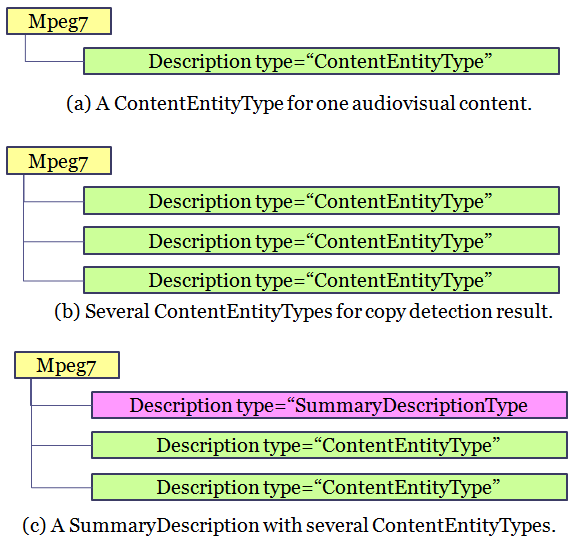 Mpeg7
Description type=“ContentEntityType”
(a) A ContentEntityType for one audiovisual content.
Mpeg7
Description type=“ContentEntityType”
Description type=“ContentEntityType”
Description type=“ContentEntityType”
(b) Several ContentEntityTypes for copy detection result.
Mpeg7
Description type=“SummaryDescriptionType
Description type=“ContentEntityType”
Description type=“ContentEntityType”
(c) A SummaryDescription with several ContentEntityTypes.